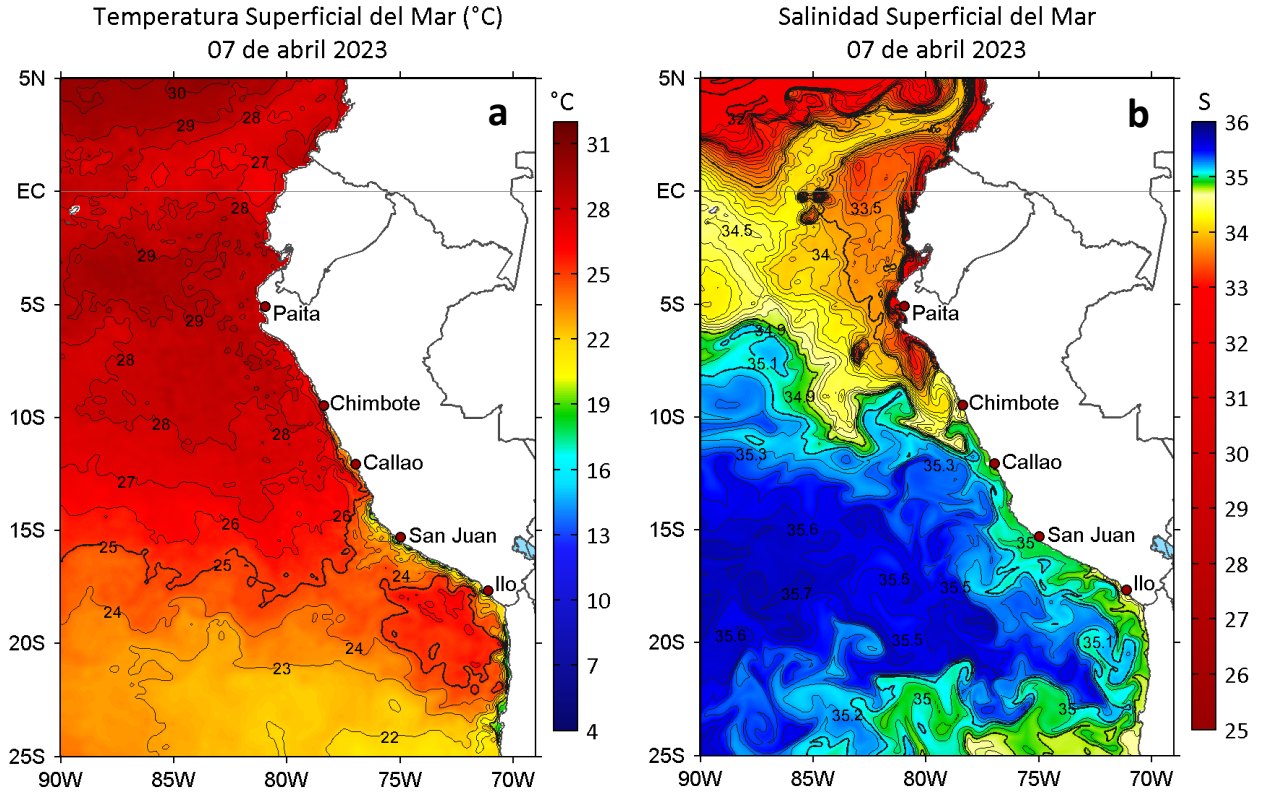 Temperatura Superficial del Mar (°C)
07 de abril 2023
5N
EC
5S
10S
15S
20S
25S
90W
85W
80W
75W
70W
30
29
28
27
28
29
29
28
28
28
27
26
26
25
25
24
24
24
23
22
Paita
Chimbote
Callao
San Juan
Ilo
a
°C
31
28
25
22
19
16
13
10
7
4
Salinidad Superficial del Mar
07 de abril 2023
5N
EC
5S
10S
15S
20S
25S
90W
85W
80W
75W
70W
32
33.5
34.5
34
34.9
35.1
34.9
35.3
35.3
35.6
35
35.5
35.5
35.7
35.6
35.5
35.1
35.2
35
35
Paita
Chimbote
Callao
San Juan
Ilo
b
S
36
35
34
33
32
31
30
29
28
27
26
25